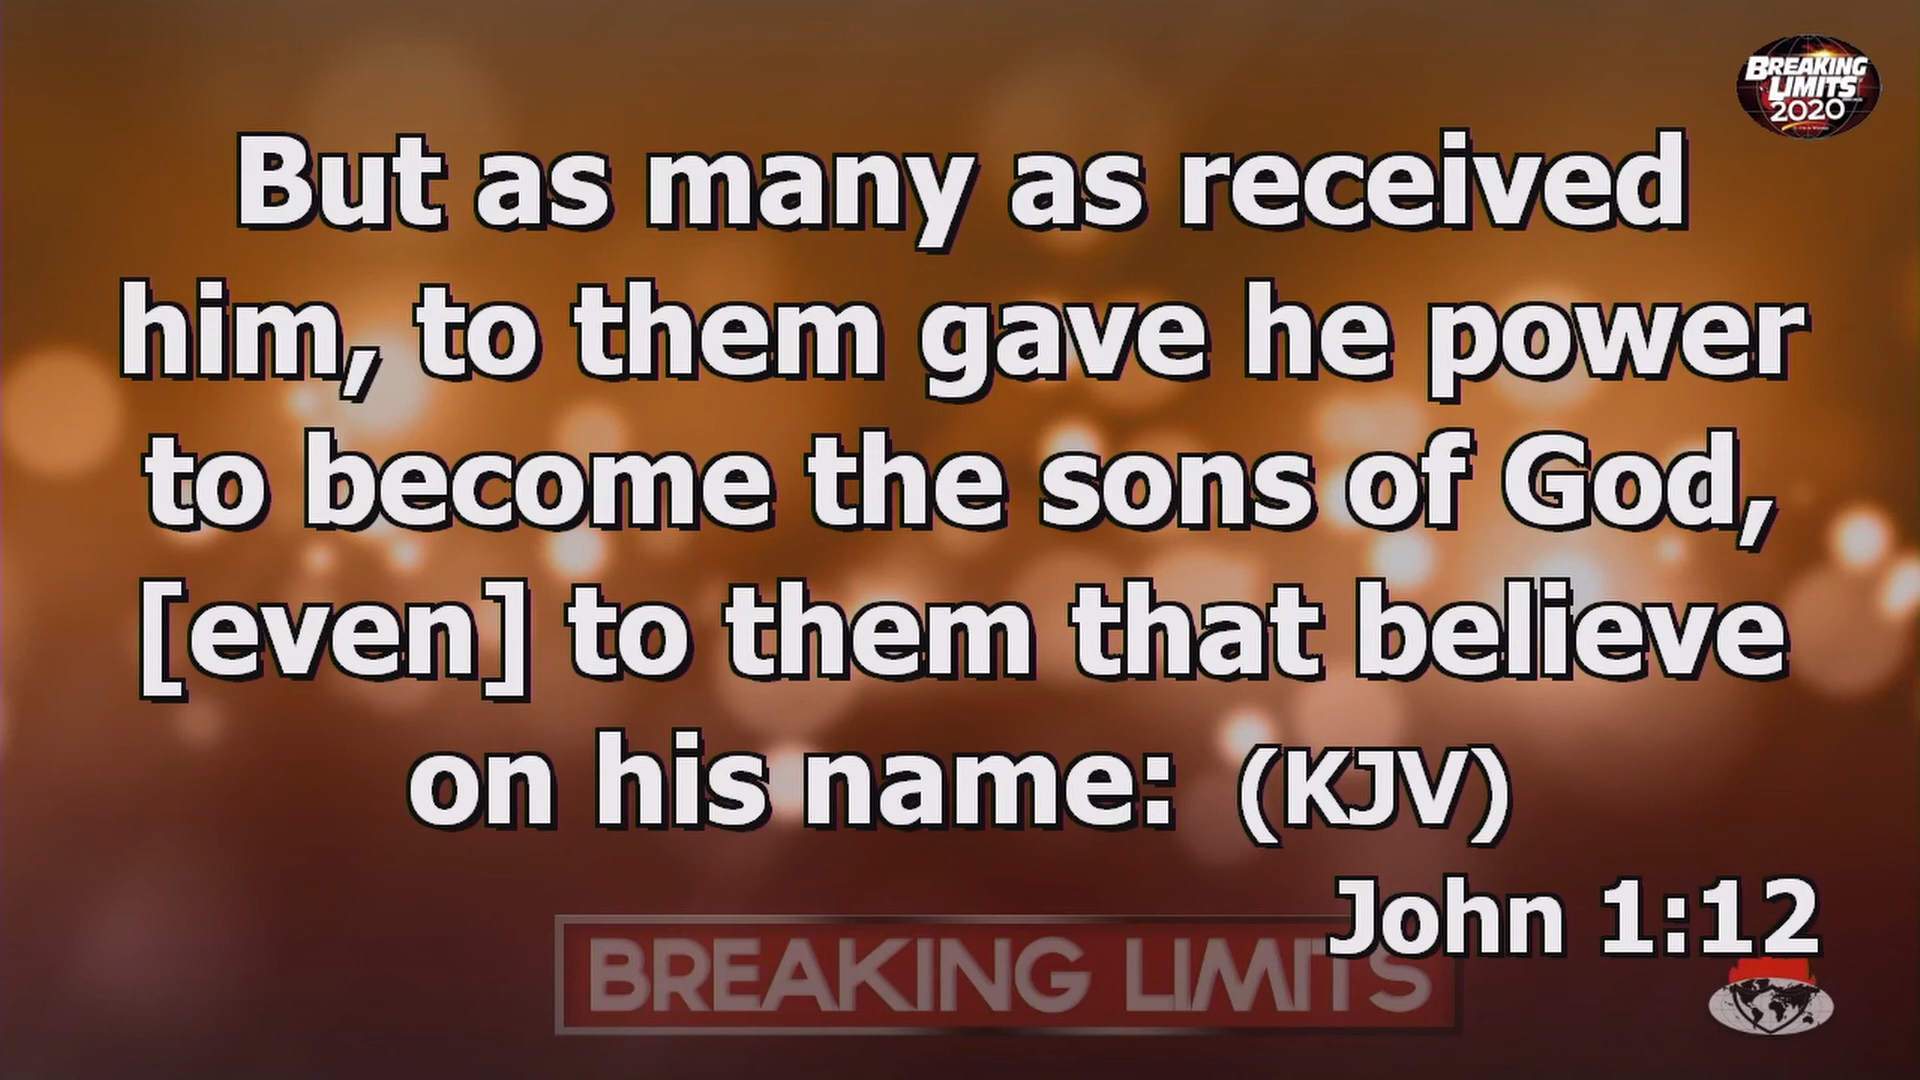 BREAKING
LIMITS
2020
But as many as received
him, to them gave he power
to become the sons of God,
[even] to them that believe
on his name: (KJV)
John 1:12
BREAKING LIMITS